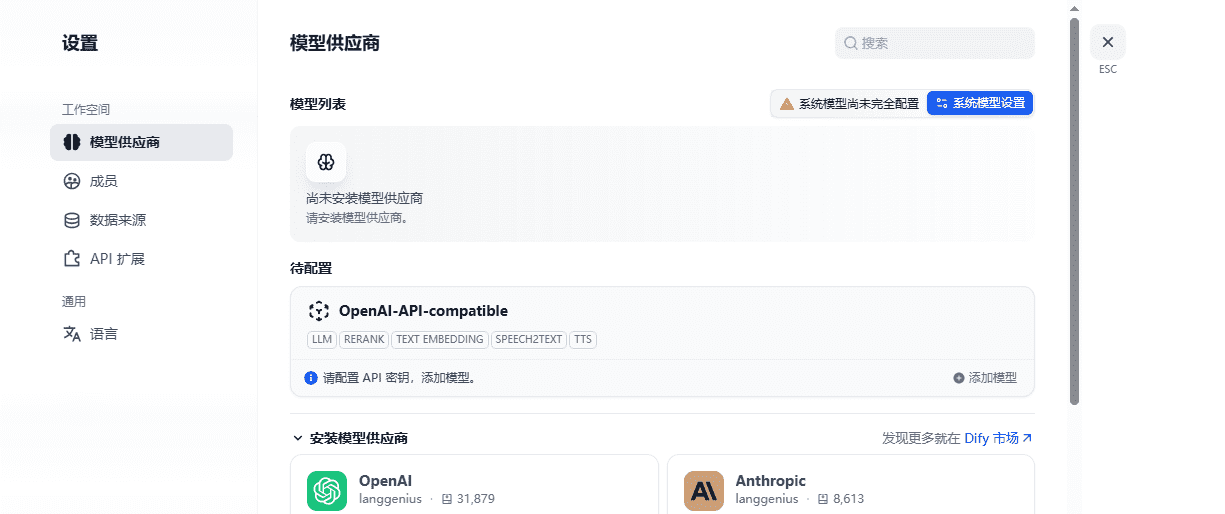 设置
模型供应商
搜索
ESC
工作空间
模型供应商
成员
数据来源
API 扩展
通用
语言
模型列表
系统模型尚未完全配置
系统模型设置
尚未安装模型供应商
请安装模型供应商。
待配置
OpenAI-API-compatible
LLM RERANK TEXT EMBEDDING SPEECH2TEXT TTS
请配置 API 密钥，添加模型。
添加模型
安装模型供应商
发现更多就在 Dify 市场
OpenAI
langgenius · 31,879
Anthropic
langgenius · 8,613